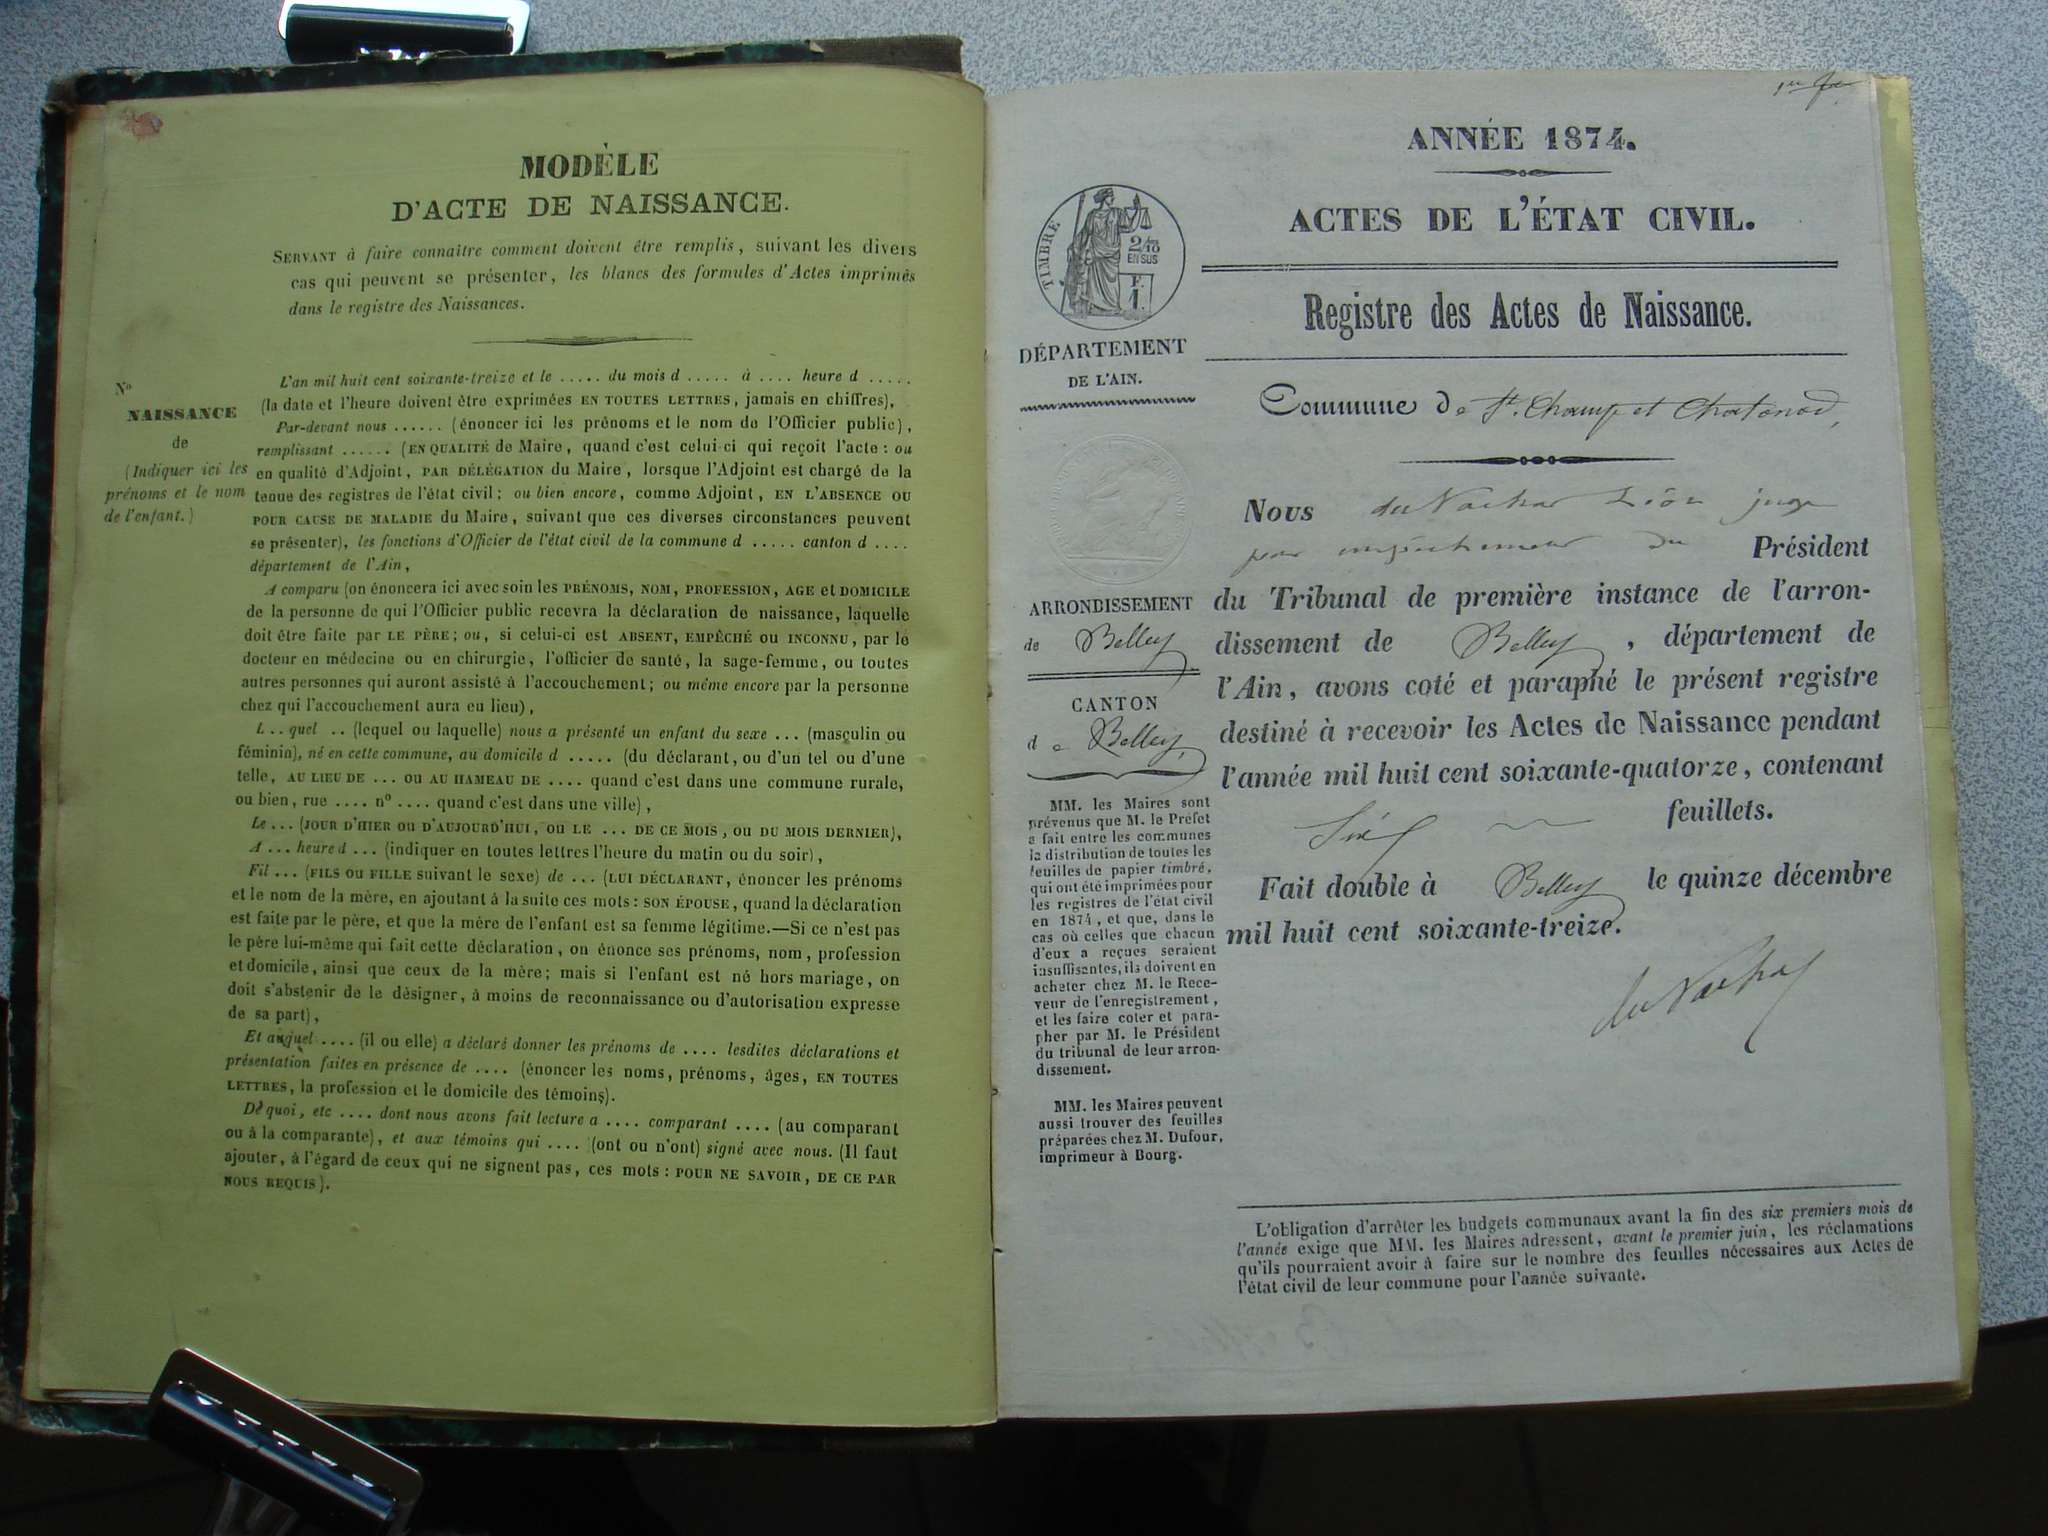 MODÈLE
D'ACTE DE NAISSANCE.
SERVANT à faire connaître comment doivent être remplis, suivant les divers
cas qui peuvent se présenter, les blancs des formules d'Actes imprimés
dans le registre des Naissances.
No
NAISSANCE
de
(Indiquer ici les
prénoms et le nom
de l'enfant.)
L'an mil huit cent soixante-treize et le ..... du mois d ..... à .... heure d .....
(la date et l'heure doivent être exprimées EN TOUTES LETTRES, jamais en chiffres),
Par-devant nous ...... (énoncer ici les prénoms et le nom de l'Officier public),
remplissant ...... (EN QUALITÉ de Maire, quand c'est celui-ci qui reçoit l'acte : ou
en qualité d'Adjoint, PAR DÉLÉGATION du Maire, lorsque l'Adjoint est chargé de la
tenue des registres de l'état civil; ou bien encore, comme Adjoint, EN L'ABSENCE OU
POUR CAUSE DE MALADIE du Maire, suivant que ces diverses circonstances peuvent
se présenter), les fonctions d'Officier de l'état civil de la commune d ..... canton d ....
département de l'Ain,
A comparu (on énoncera ici avec soin les PRÉNOMS, NOM, PROFESSION, AGE et DOMICILE
de la personne de qui l'Officier public recevra la déclaration de naissance, laquelle
doit être faite par LE PÈRE; ou, si celui-ci est ABSENT, EMPÊCHÉ ou INCONNU, par le
docteur en médecine ou en chirurgie, l'officier de santé, la sage-femme, ou toutes
autres personnes qui auront assisté à l'accouchement; ou même encore par la personne
chez qui l'accouchement aura eu lieu),
L .. quel .. (lequel ou laquelle) nous a présenté un enfant du sexe ... (masculin ou
féminin), né en cette commune, au domicile d ..... (du déclarant, ou d'un tel ou d'une
telle, AU LIEU DE ... OU AU HAMEAU DE .... quand c'est dans une commune rurale,
ou bien, rue .... no .... quand c'est dans une ville),
Le ... (JOUR D'HIER OU D'AUJOURD'HUI, OU LE ... DE CE MOIS, OU DU MOIS DERNIER),
A ... heure d ... (indiquer en toutes lettres l'heure du matin ou du soir),
Fil ... (FILS OU FILLE suivant le sexe) de ... (LUI DÉCLARANT, énoncer les prénoms
et le nom de la mère, en ajoutant à la suite ces mots : SON ÉPOUSE, quand la déclaration
est faite par le père, et que la mère de l'enfant est sa femme légitime.—Si ce n'est pas
le père lui-même qui fait cette déclaration, on énonce ses prénoms, nom, profession
et domicile, ainsi que ceux de la mère; mais si l'enfant est né hors mariage, on
doit s'abstenir de le désigner, à moins de reconnaissance ou d'autorisation expresse
de sa part),
Et auquel .... (il ou elle) a déclaré donner les prénoms de .... lesdites déclarations et
présentation faites en présence de .... (énoncer les noms, prénoms, âges, EN TOUTES
LETTRES, la profession et le domicile des témoins).
De quoi, etc .... dont nous avons fait lecture a .... comparant .... (au comparant
ou à la comparante), et aux témoins qui .... (ont ou n'ont) signé avec nous. (Il faut
ajouter, à l'égard de ceux qui ne signent pas, ces mots : POUR NE SAVOIR, DE CE PAR
NOUS REQUIS).
ANNÉE 1874.
ACTES DE L'ÉTAT CIVIL.
Registre des Actes de Naissance.
TIMBRE
2/10
EN SUS
F.
1.
DÉPARTEMENT
DE L'AIN.
ARRONDISSEMENT
de Belley
CANTON
de Belley
MM. les Maires sont
prévenus que M. le Préfet
a fait entre les communes
la distribution de toutes les
feuilles de papier timbré,
qui ont été imprimées pour
les registres de l'état civil
en 1874, et que, dans le
cas où celles que chacun
d'eux a reçues seraient
insuffisantes, ils doivent en
acheter chez M. le Rece-
veur de l'enregistrement,
et les faire coter et para-
pher par M. le Président
du tribunal de leur arron-
dissement.
MM. les Maires peuvent
aussi trouver des feuilles
préparées chez M. Dufour,
imprimeur à Bourg.
Commune de St. Champ et Chatonod,
Nous du Nachat Léon juge
pour empêchement du Président
du Tribunal de première instance de l'arron-
dissement de Belley, département de
l'Ain, avons coté et paraphé le présent registre
destiné à recevoir les Actes de Naissance pendant
l'année mil huit cent soixante-quatorze, contenant
Six feuillets.
Fait double à Belley le quinze décembre
mil huit cent soixante-treize.
du Nachat
L'obligation d'arrêter les budgets communaux avant la fin des six premiers mois de
l'année exige que MM. les Maires adressent, avant le premier juin, les réclamations
qu'ils pourraient avoir à faire sur le nombre des feuilles nécessaires aux Actes de
l'état civil de leur commune pour l'année suivante.